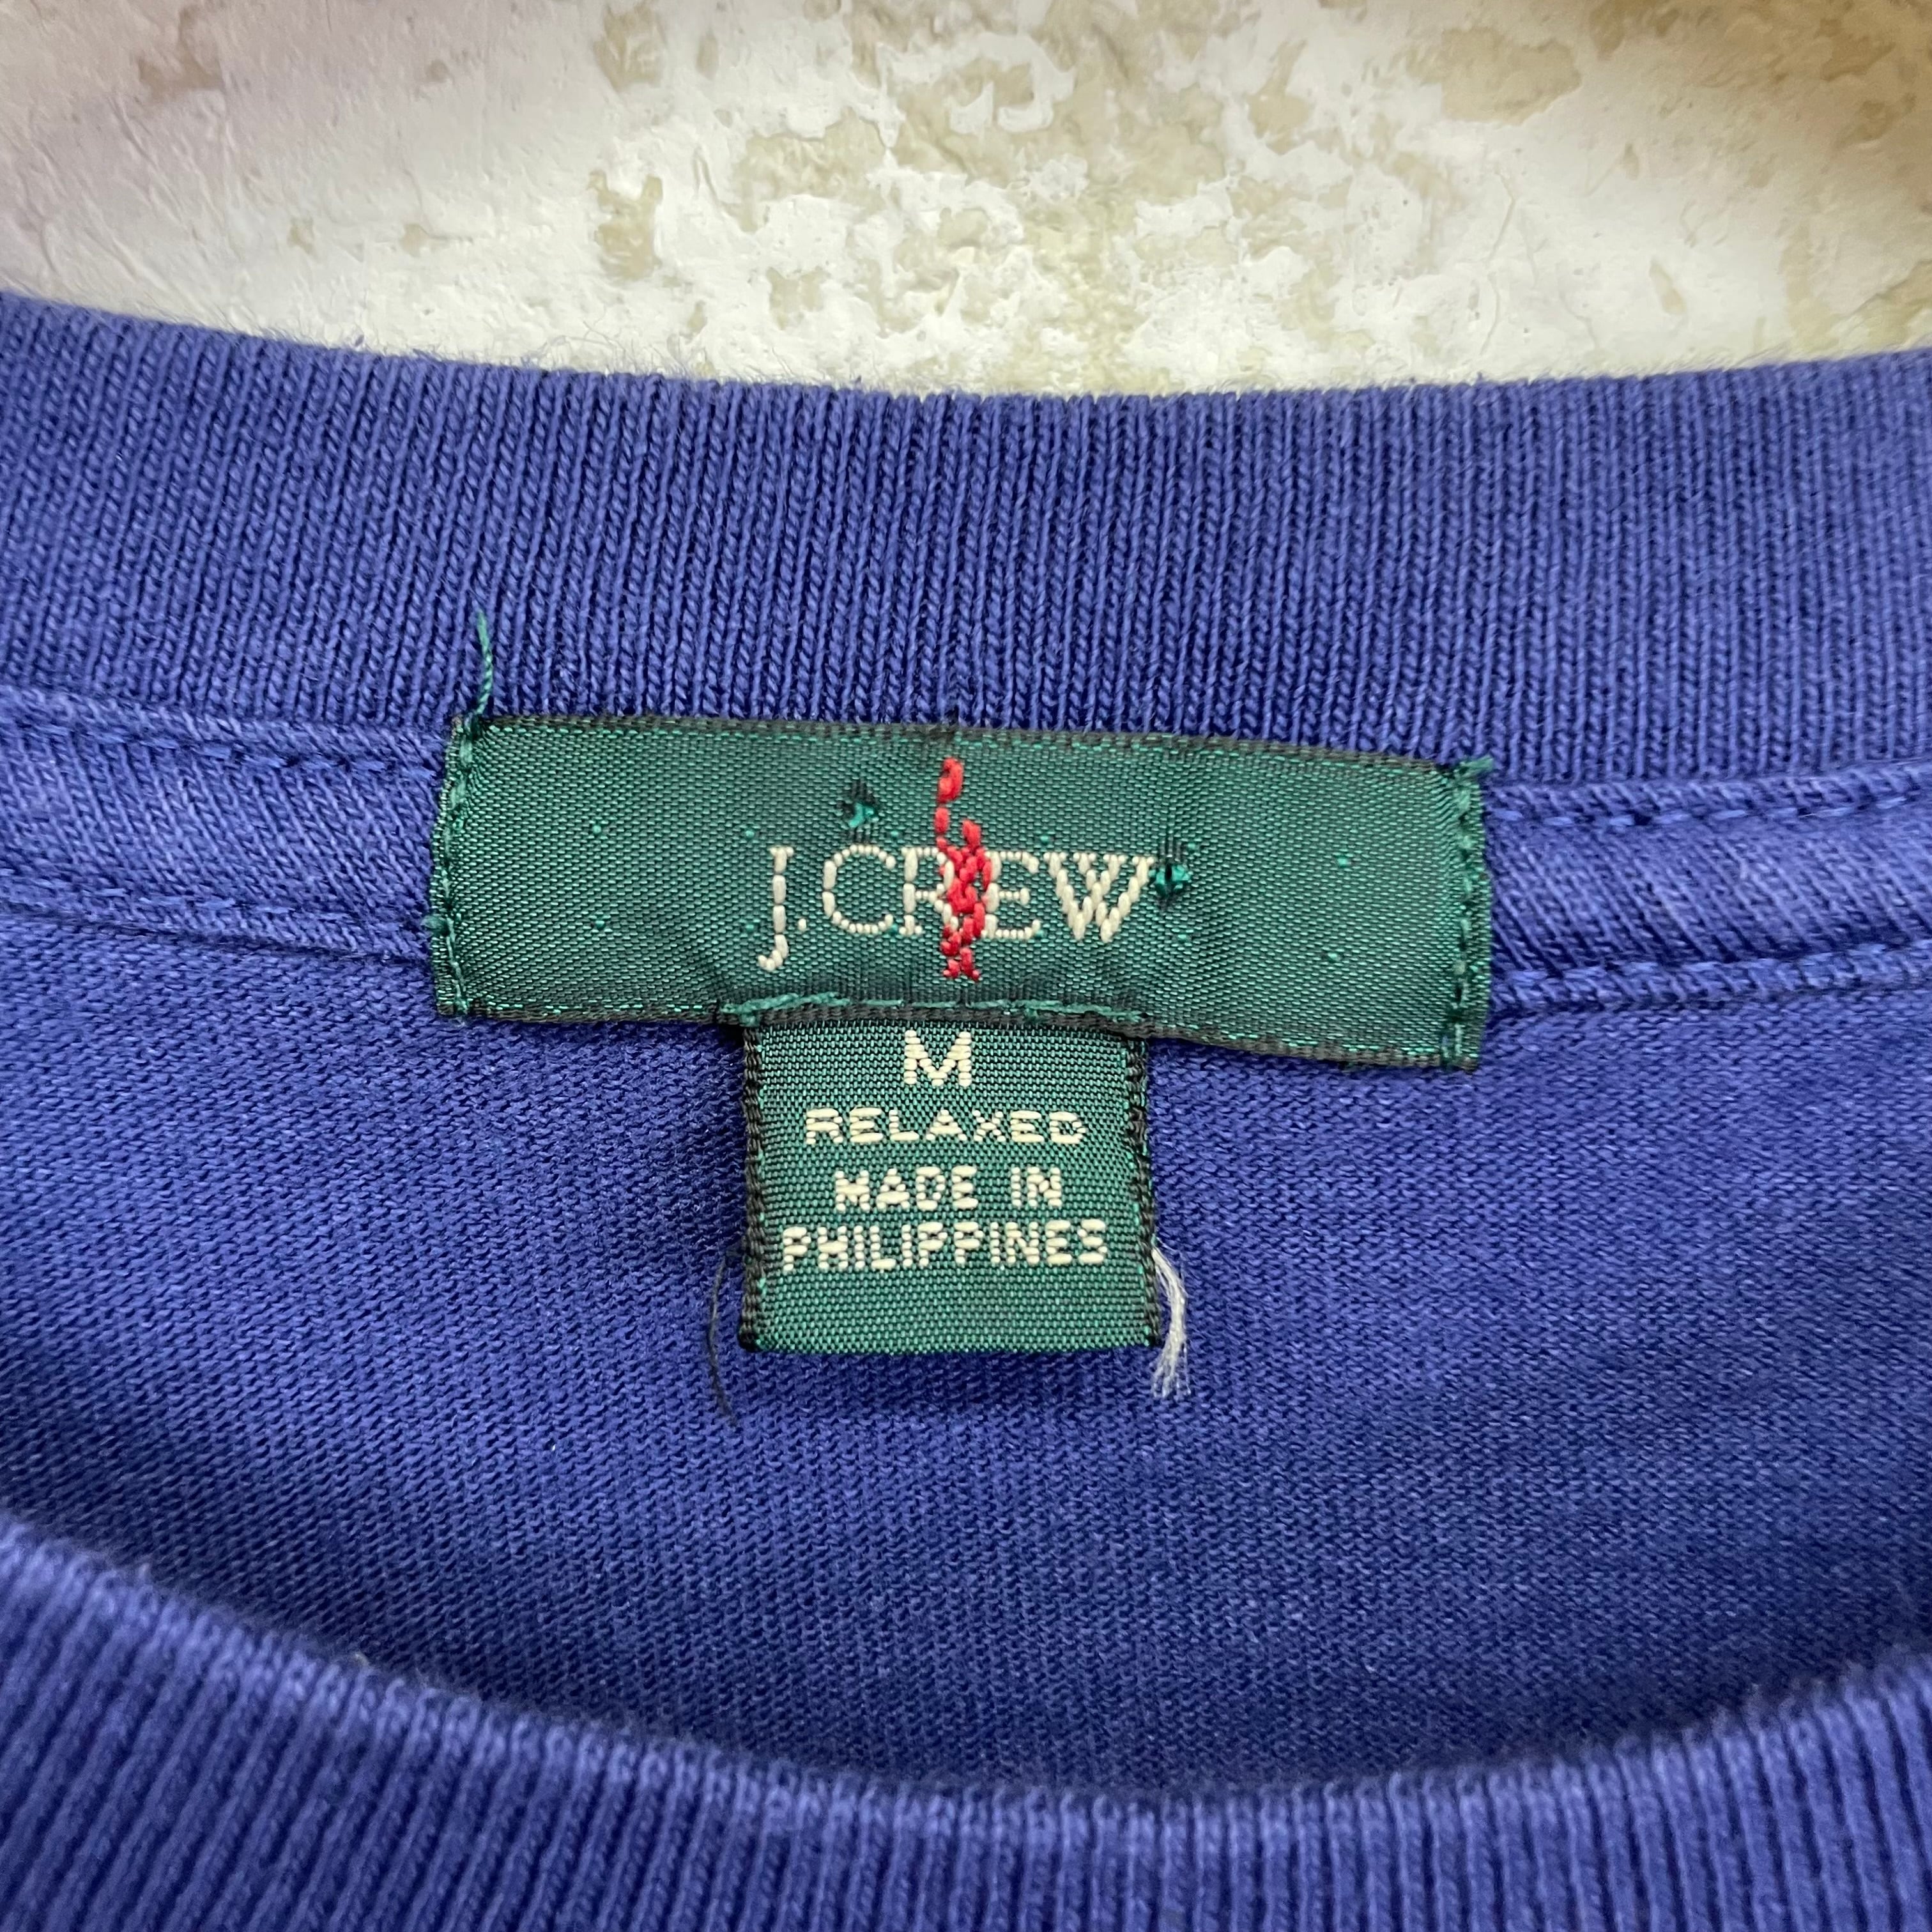 J.CREW
M
RELAXED
MADE IN
PHILIPPINES